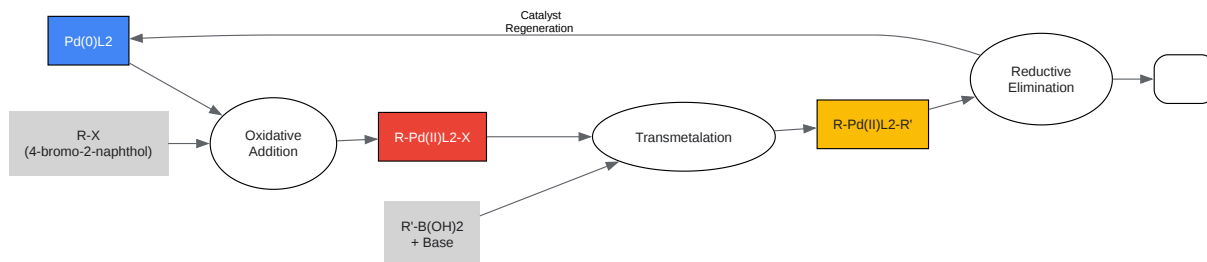 Catalyst
Regeneration
Pd(0)L2
R-X
(4-bromo-2-naphthol)
Oxidative
Addition
R-Pd(II)L2-X
R'-B(OH)2
+ Base
Transmetalation
R-Pd(II)L2-R'
Reductive
Elimination